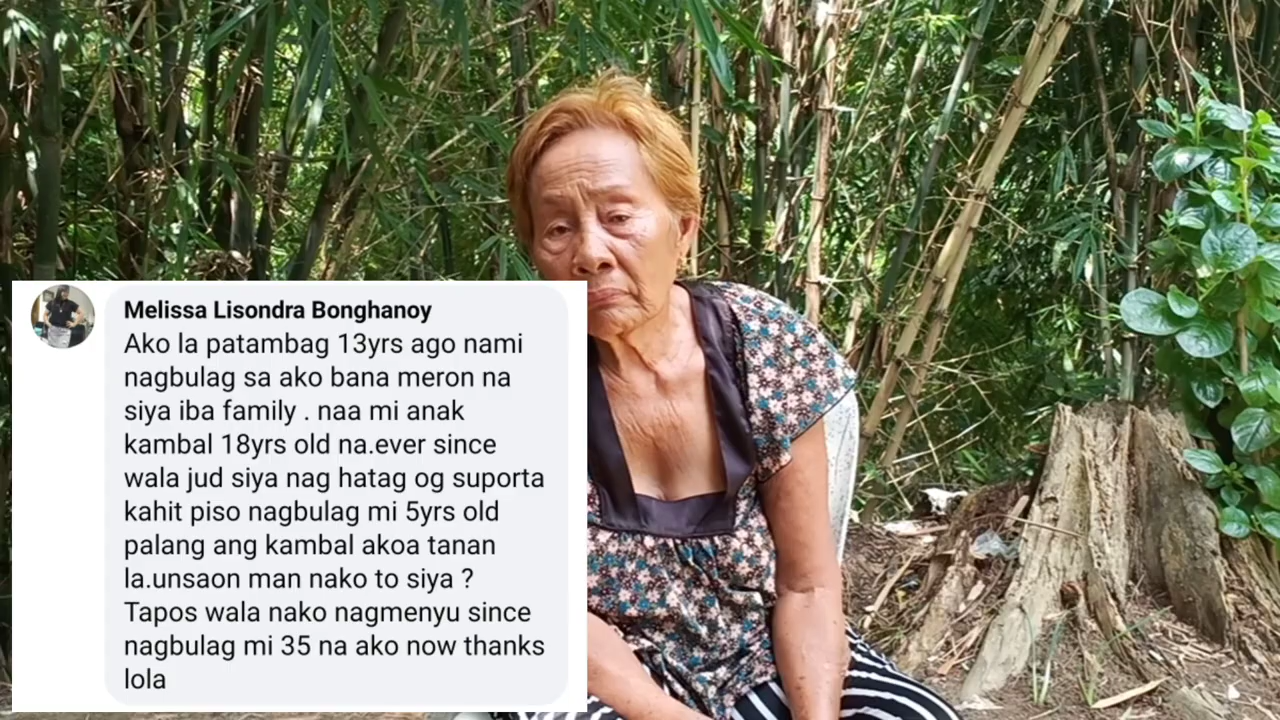 Melissa Lisondra Bonghanoy
Ako la patambag 13yrs ago nami
nagbulag sa ako bana meron na
siya iba family . naa mi anak
kambal 18yrs old na.ever since
wala jud siya nag hatag og suporta
kahit piso nagbulag mi 5yrs old
palang ang kambal akoa tanan
la.unsaon man nako to siya ?
Tapos wala nako nagmenyu since
nagbulag mi 35 na ako now thanks
lola